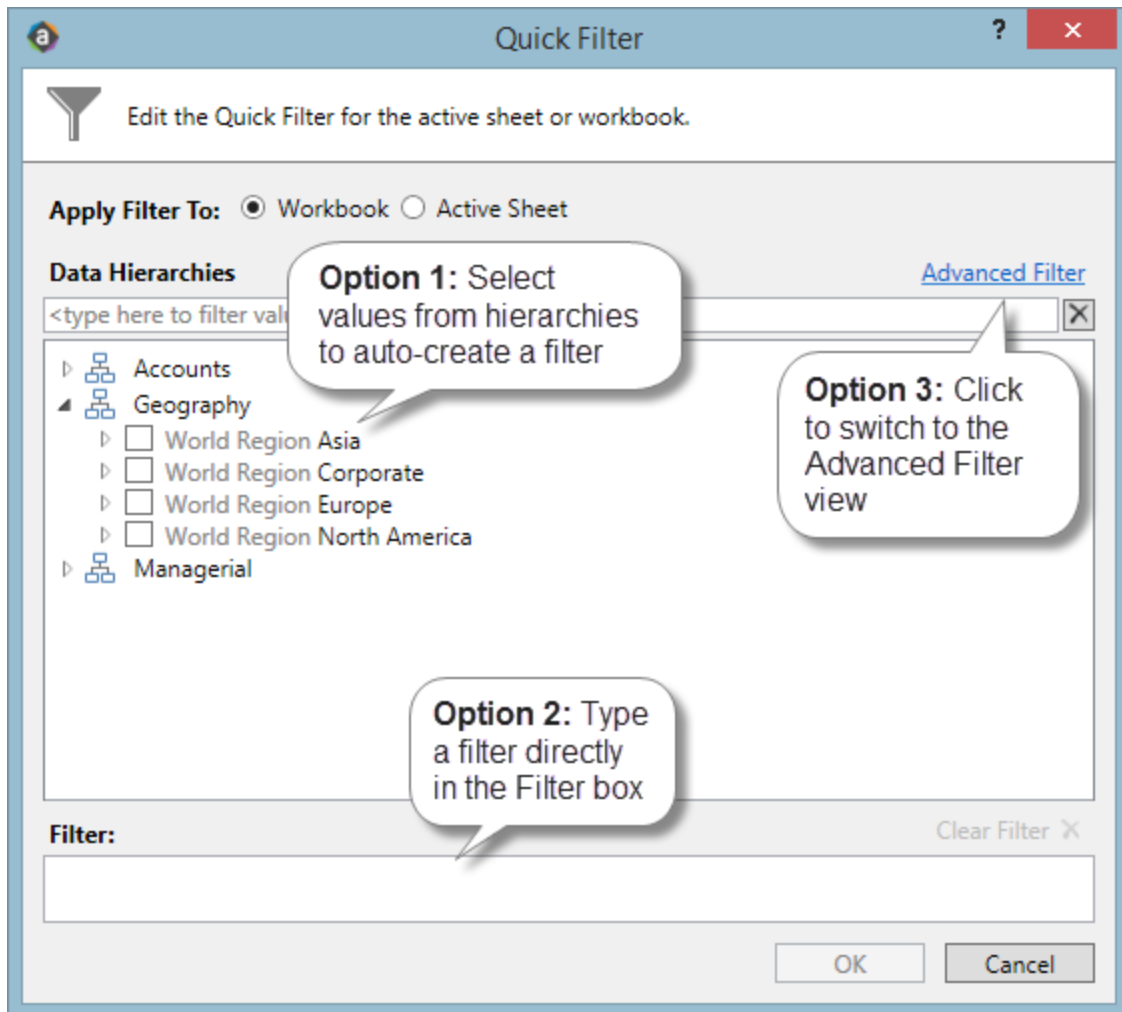 Quick Filter
?
Edit the Quick Filter for the active sheet or workbook.
Apply Filter To: Workbook Active Sheet
Data Hierarchies
Advanced Filter
<type here to filter valu
Option 1: Select
values from hierarchies
to auto-create a filter
Accounts
Geography
World Region Asia
World Region Corporate
World Region Europe
World Region North America
Managerial
Option 3: Click
to switch to the
Advanced Filter
view
Option 2: Type
a filter directly
in the Filter box
Filter:
Clear Filter
OK
Cancel